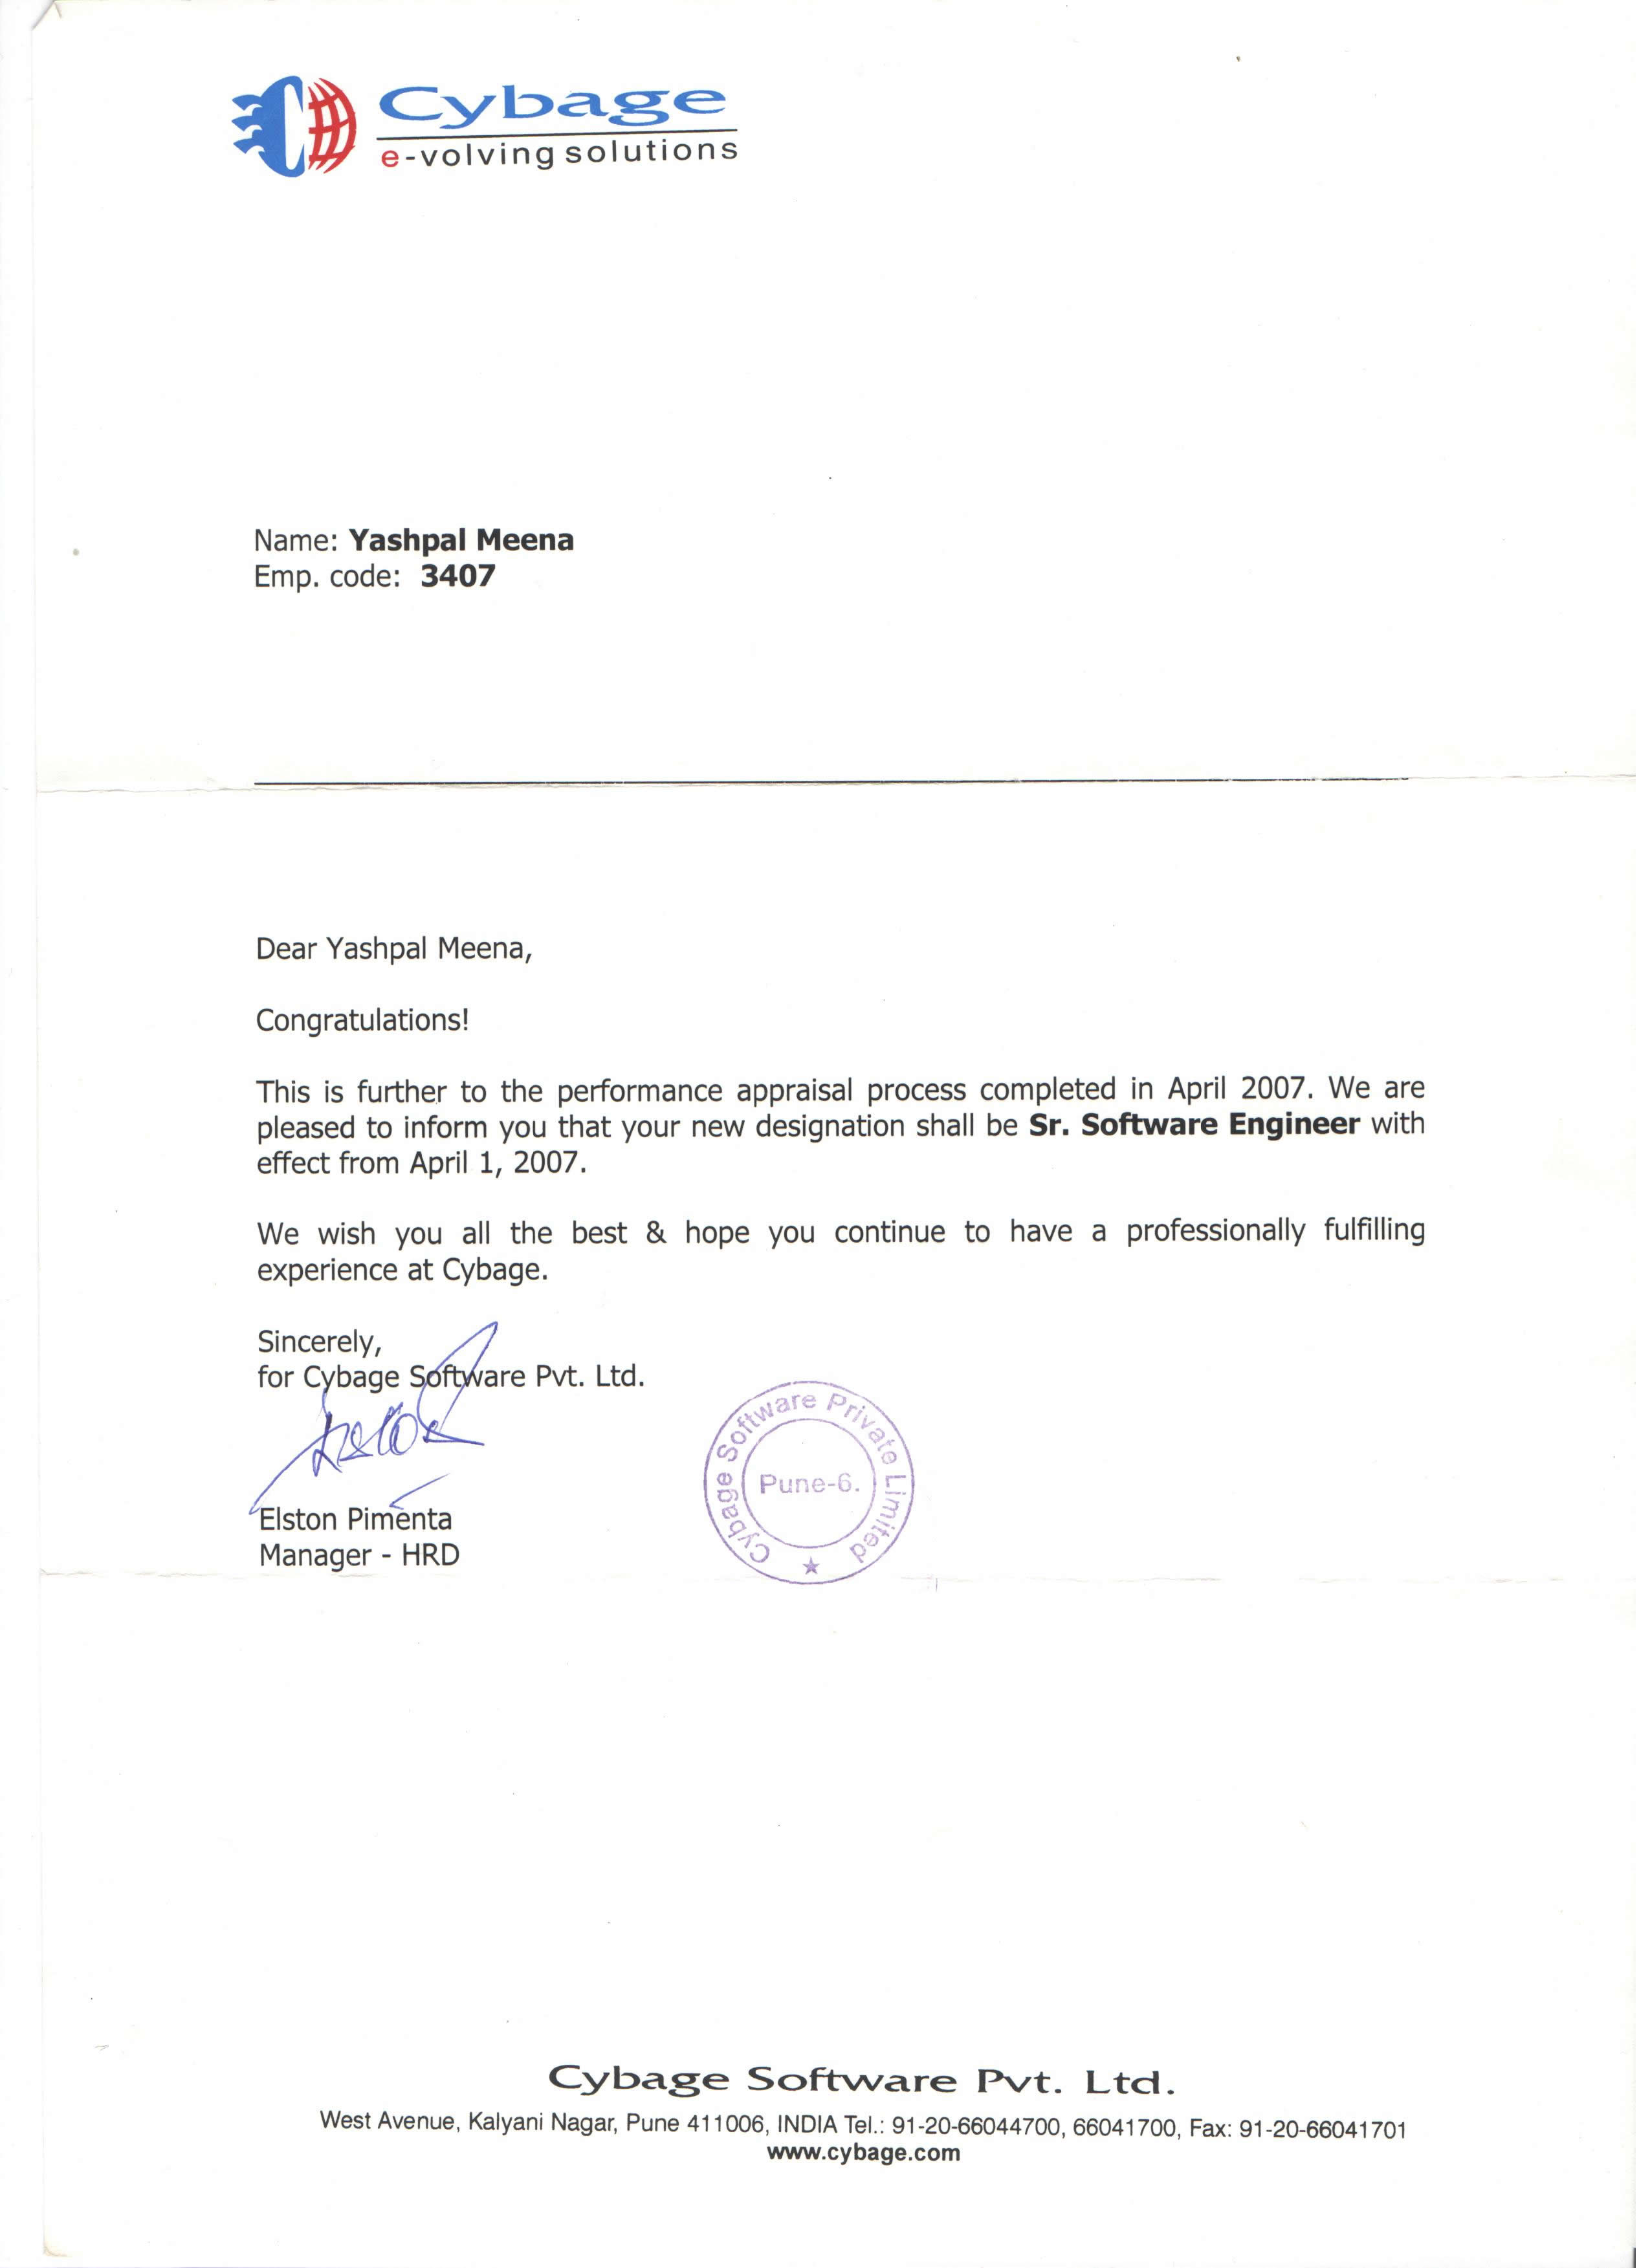 Cybage
e-volving solutions
Name: Yashpal Meena
Emp. code: 3407
Dear Yashpal Meena,
Congratulations!
This is further to the performance appraisal process completed in April 2007. We are
pleased to inform you that your new designation shall be Sr. Software Engineer with
effect from April 1, 2007.
We wish you all the best & hope you continue to have a professionally fulfilling
experience at Cybage.
Sincerely,
for Cybage Software Pvt. Ltd.
Elston Pimenta
Manager - HRD
Cybage Software Private Limited
Pune-6.
Cybage Software Pvt. Ltd.
West Avenue, Kalyani Nagar, Pune 411006, INDIA Tel.: 91-20-66044700, 66041700, Fax: 91-20-66041701
www.cybage.com